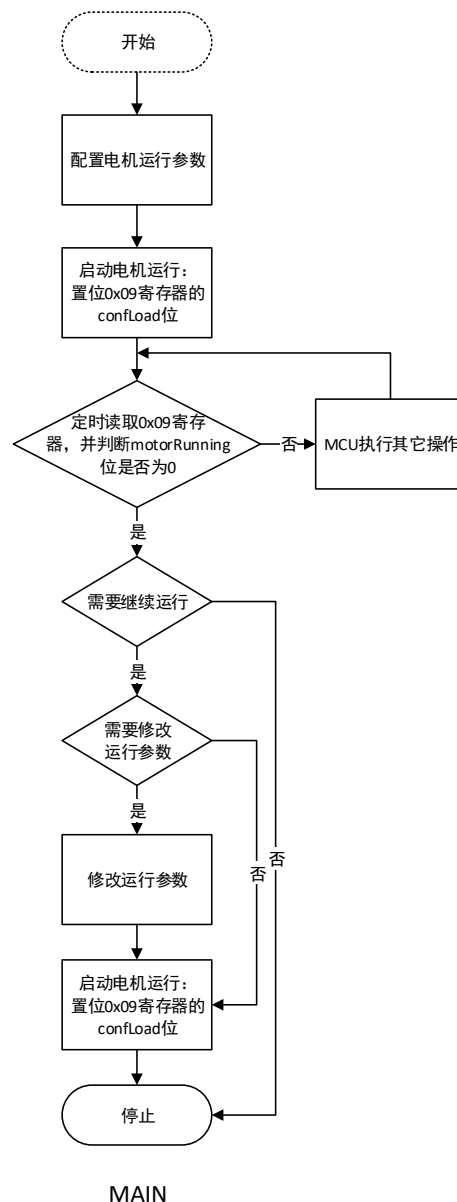 开始
配置电机运行参数
启动电机运行：
置位0x09寄存器的
confLoad位
定时读取0x09寄存
器，并判断motorRunning
位是否为0
否
MCU执行其它操作
是
需要继续运行
是
需要修改
运行参数
是
否
否
修改运行参数
启动电机运行：
置位0x09寄存器的
confLoad位
停止
MAIN